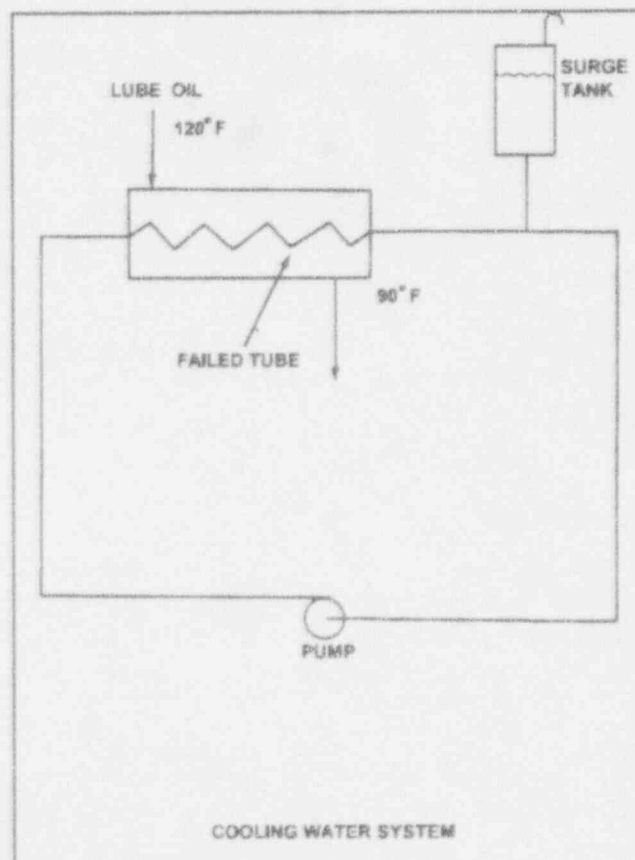 LUBE OIL
120°F
SURGE
TANK
90°F
FAILED TUBE
PUMP
COOLING WATER SYSTEM